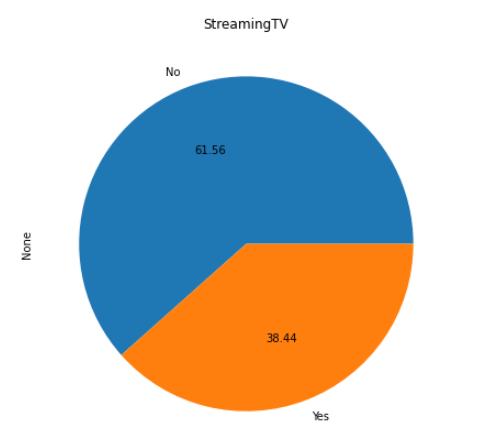 StreamingTV
No
61.56
None
38.44
Yes